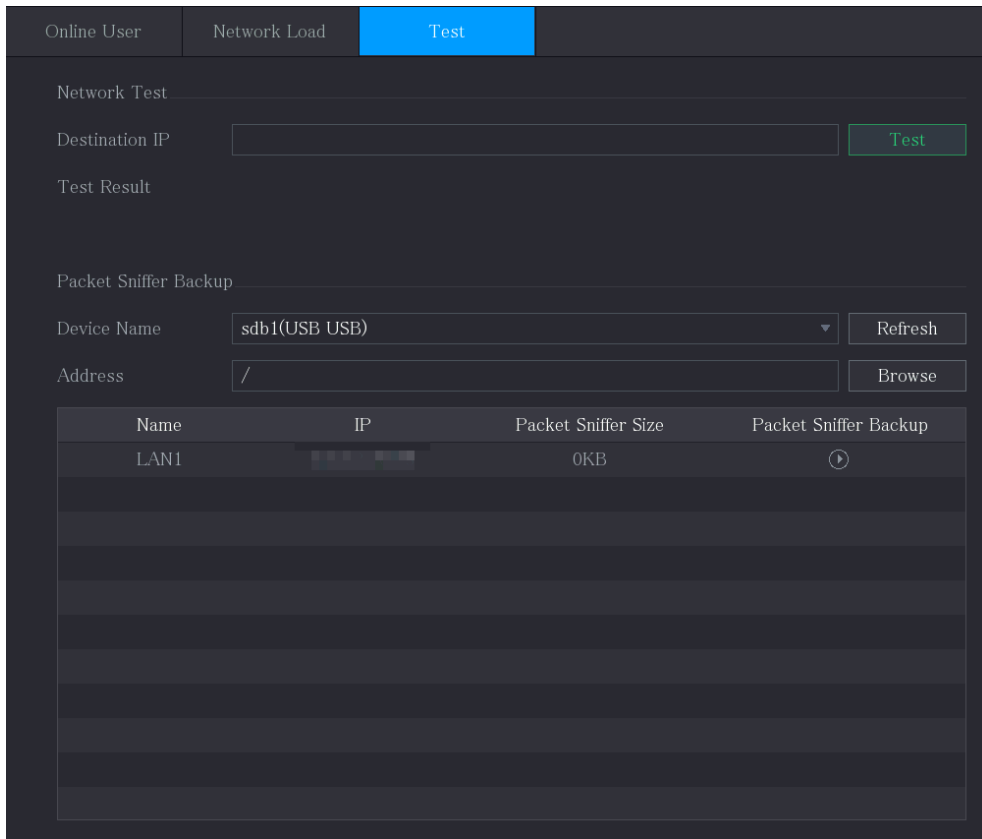 Online User Network Load Test
Network Test
Destination IP Test
Test Result
Packet Sniffer Backup
Device Name sdb1(USB USB) Refresh
Address / Browse
Name IP Packet Sniffer Size Packet Sniffer Backup
LAN1 0KB